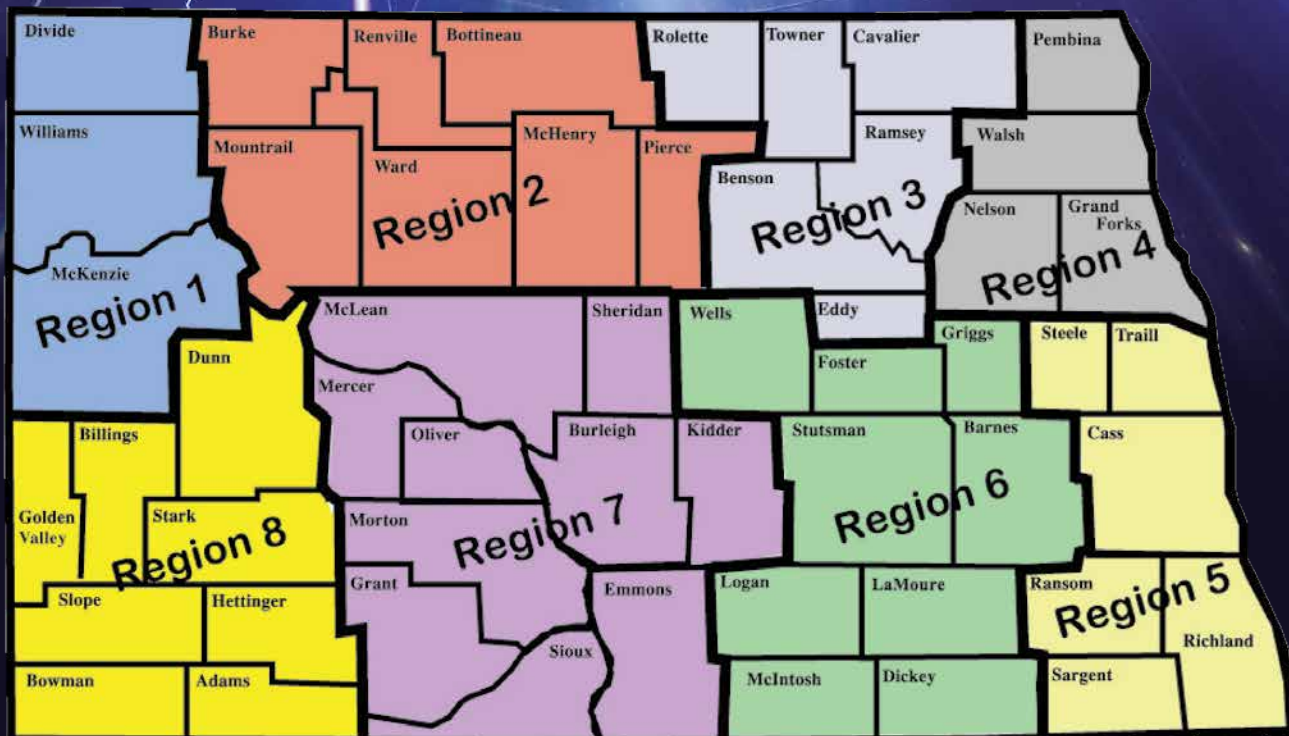 Divide
Burke
Renville
Bottineau
Rolette
Towner
Cavalier
Pembina
Williams
Mountrail
Ward
McHenry
Pierce
Benson
Ramsey
Walsh
Nelson
Grand
Forks
Region 2
Region 3
Region 4
McKenzie
Region 1
McLean
Sheridan
Wells
Eddy
Griggs
Steele
Traill
Dunn
Foster
Mercer
Billings
Oliver
Burleigh
Kidder
Stutsman
Barnes
Cass
Golden
Valley
Stark
Region 8
Morton
Region 7
Region 6
Grant
Emmons
Logan
LaMoure
Ransom
Region 5
Slope
Hettinger
Sioux
Richland
Bowman
Adams
McIntosh
Dickey
Sargent